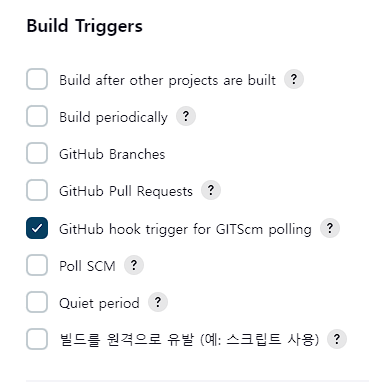 Build Triggers
Build after other projects are built ?
Build periodically ?
GitHub Branches
GitHub Pull Requests ?
GitHub hook trigger for GITScm polling ?
Poll SCM ?
Quiet period ?
빌드를 원격으로 유발 (예: 스크립트 사용) ?